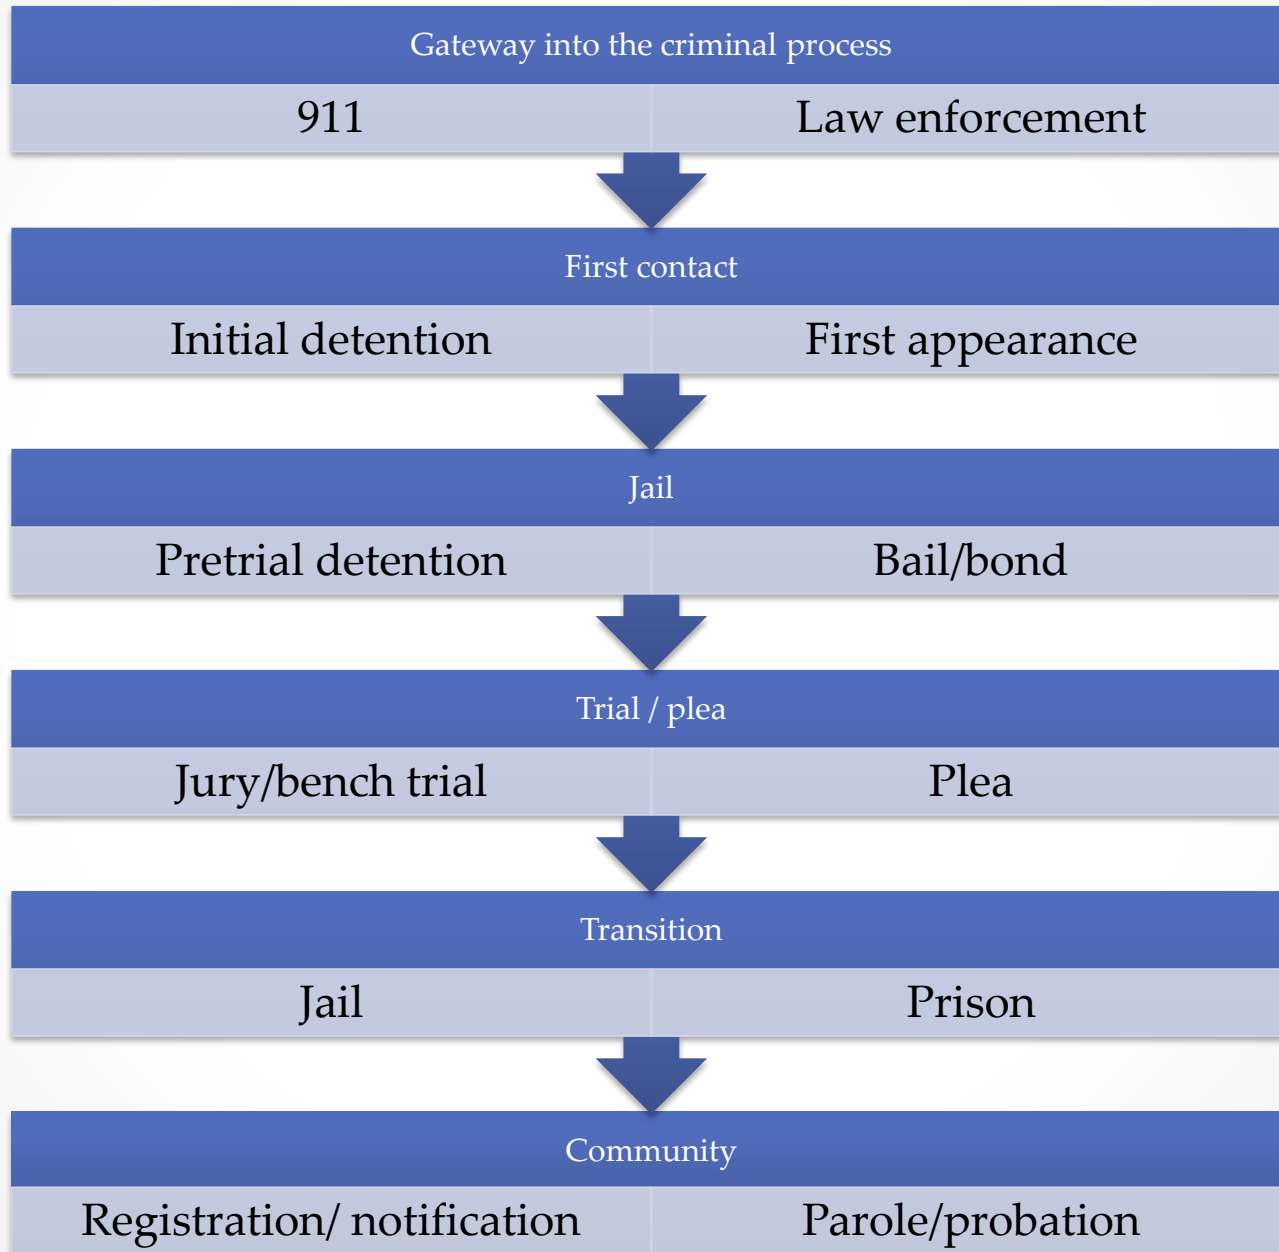 Gateway into the criminal process
911
Law enforcement
First contact
Initial detention
First appearance
Jail
Pretrial detention
Bail/bond
Trial / plea
Jury/bench trial
Plea
Transition
Jail
Prison
Community
Registration/ notification
Parole/probation